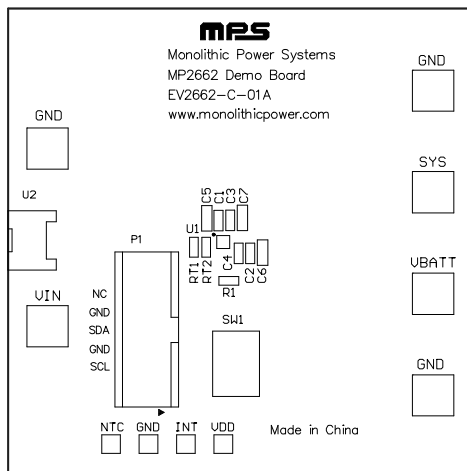 mps
Monolithic Power Systems
MP2662 Demo Board
EV2662-C-01A
www.monolithicpower.com
GND
GND
SYS
U2
C5
C1
C3
C7
P1
U1
RT1
RT2
C4
C2
C6
VBATT
VIN
NC
GND
SDA
GND
SCL
R1
SW1
GND
NTC GND INT VDD
Made in China